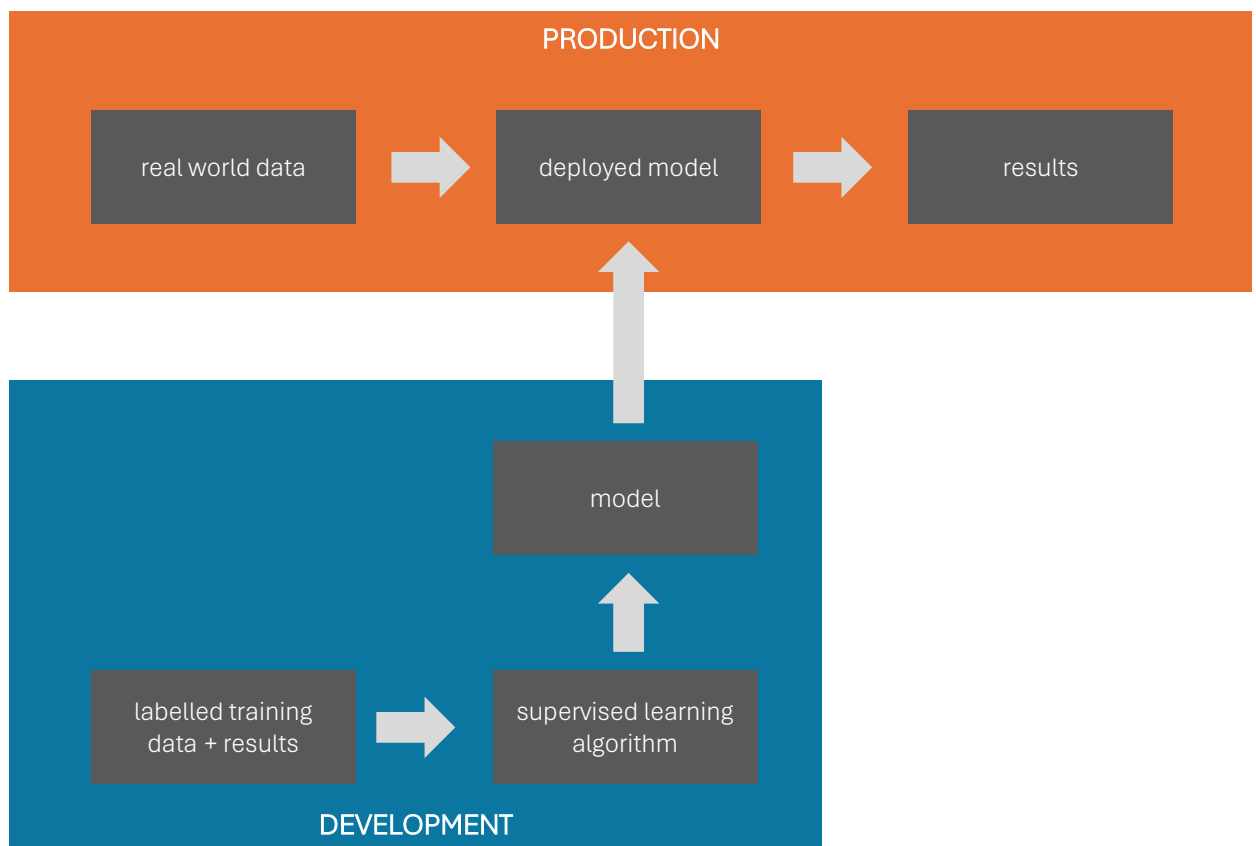 PRODUCTION
real world data
deployed model
results
model
labelled training
data + results
supervised learning
algorithm
DEVELOPMENT